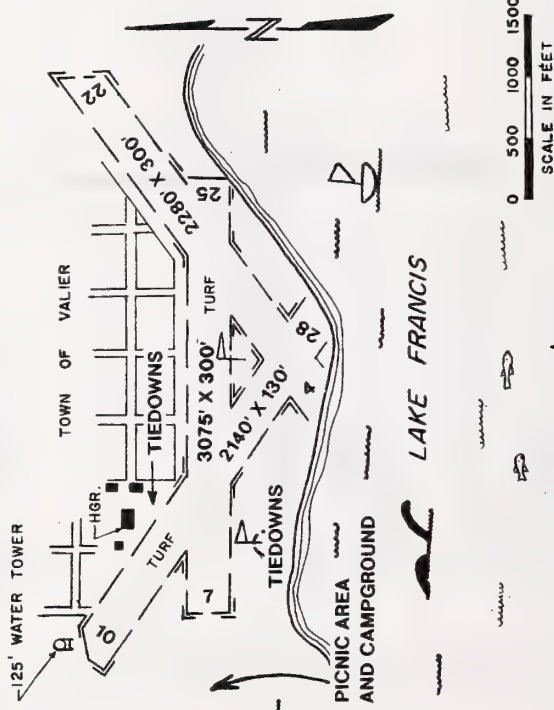 125' WATER TOWER
HGR.
TOWN OF VALIER
TIEDOWNS
10
TURF
7
3075' X 300'
TURF
2280' X 300'
22
25
2140' X 130'
4
28
TIEDOWNS
N
PICNIC AREA
AND CAMPGROUND
LAKE FRANCIS
0 500 1000 1500
SCALE IN FEET